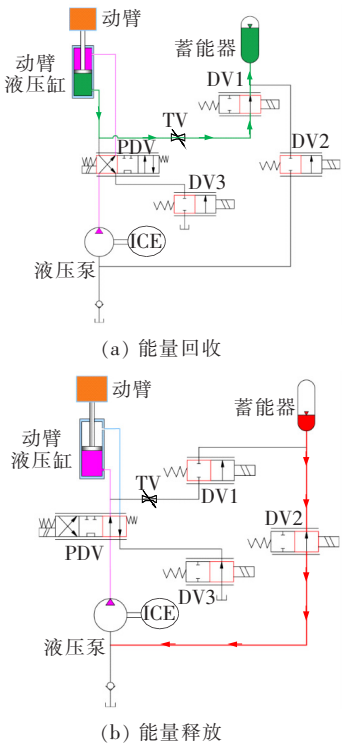 动臂
蓄能器
动臂
液压缸
DV1
TV
PDV
DV2
DV3
ICE
液压泵
(a) 能量回收
动臂
蓄能器
动臂
液压缸
TV
DV1
DV2
PDV
DV3
ICE
液压泵
(b) 能量释放